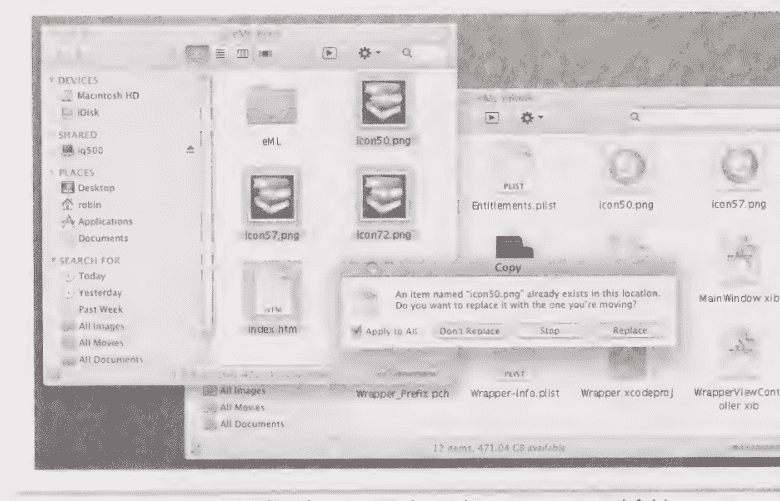 DEVICES
Macintosh HD
iDisk
SHARED
iq500
PLACES
Desktop
robin
Applications
Documents
SEARCH FOR
Today
Yesterday
Past Week
All Images
All Movies
All Documents
eML
icon50.png
icon57.png
icon72.png
HTM
index.htm
PLIST
Entitlements.plist
icon50.png
icon57.png
MainWindow xib
Copy
An item named "icon50.png" already exists in this location.
Do you want to replace it with the one you're moving?
Apply to All
Don't Replace
Stop
Replace
PLIST
Wrapper_Prefix pch
Wrapper-Info.plist
Wrapper.xcodeproj
WrapperViewCont
oller xib
All Images
All Movies
All Documents
12 items, 471.04 GB available